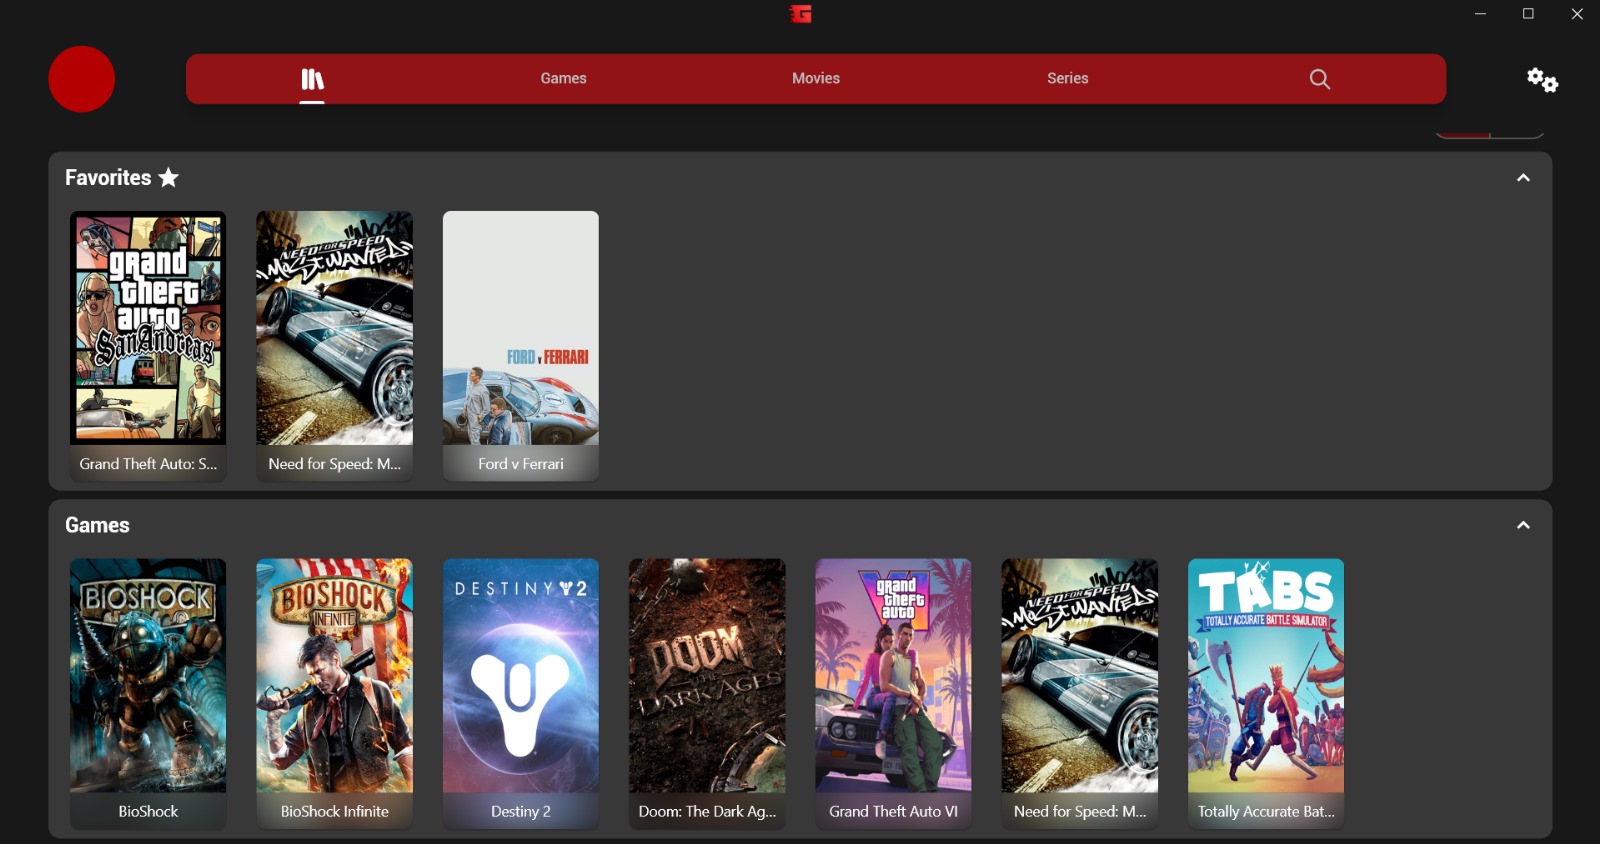 G
Games
Movies
Series
Favorites
grand
theft
auto
San Andreas
Grand Theft Auto: S...
NEED FOR SPEED
MOST WANTED
Need for Speed: M...
FORD v FERRARI
Ford v Ferrari
Games
BIOSHOCK
BioShock
BIOSHOCK
INFINITE
BioShock Infinite
DESTINY 2
Destiny 2
DOOM
THE
DARK AGES
Doom: The Dark Ag...
grand
theft
auto
VI
Grand Theft Auto VI
NEED FOR SPEED
MOST WANTED
Need for Speed: M...
TABS
TOTALLY ACCURATE BATTLE SIMULATOR
Totally Accurate Bat...